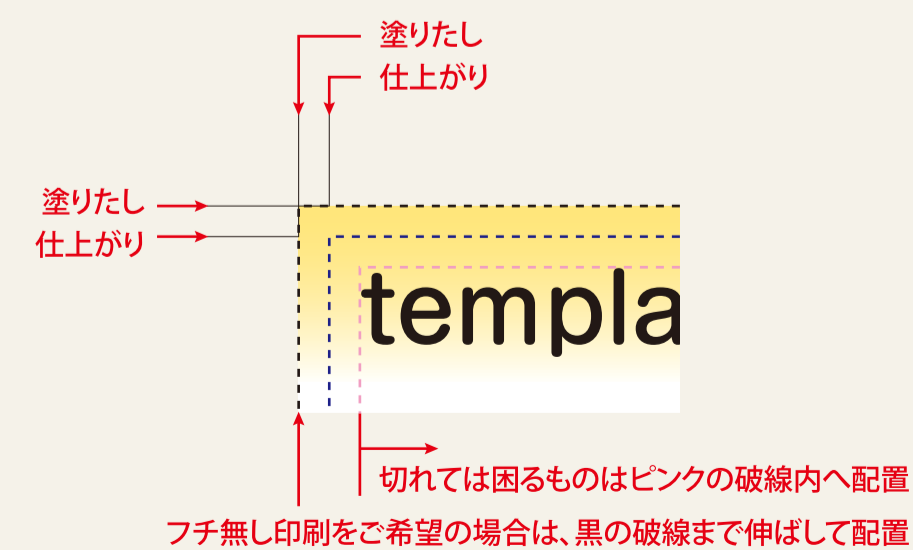 塗りたし
仕上がり
塗りたし
仕上がり
templa
切れては困るものはピンクの破線内へ配置
フチ無し印刷をご希望の場合は、黒の破線まで伸ばして配置